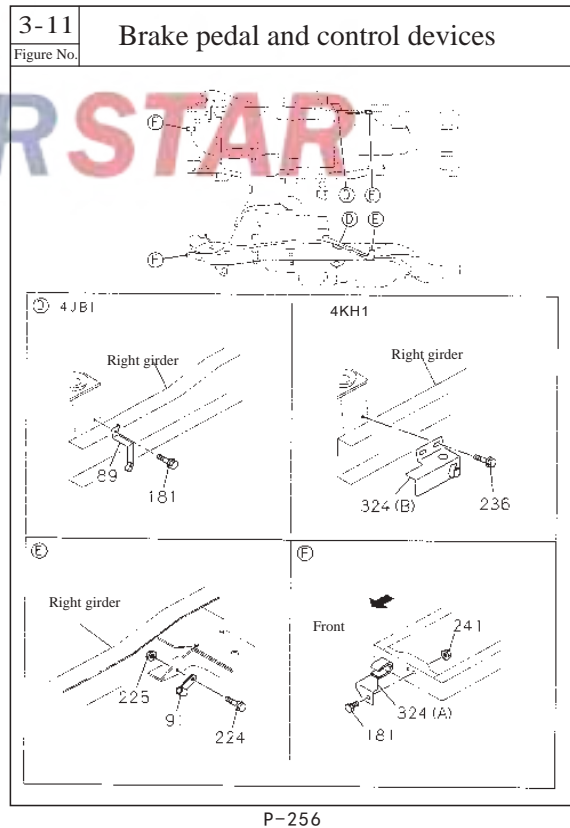 3-11
Figure No.
Brake pedal and control devices
RSTAR
F
D E
D E
F
D 4JB1
4KH1
Right girder
89
181
Right girder
324 (B)
236
E
Right girder
225
91
224
F
Front
241
324 (A)
181
P-256